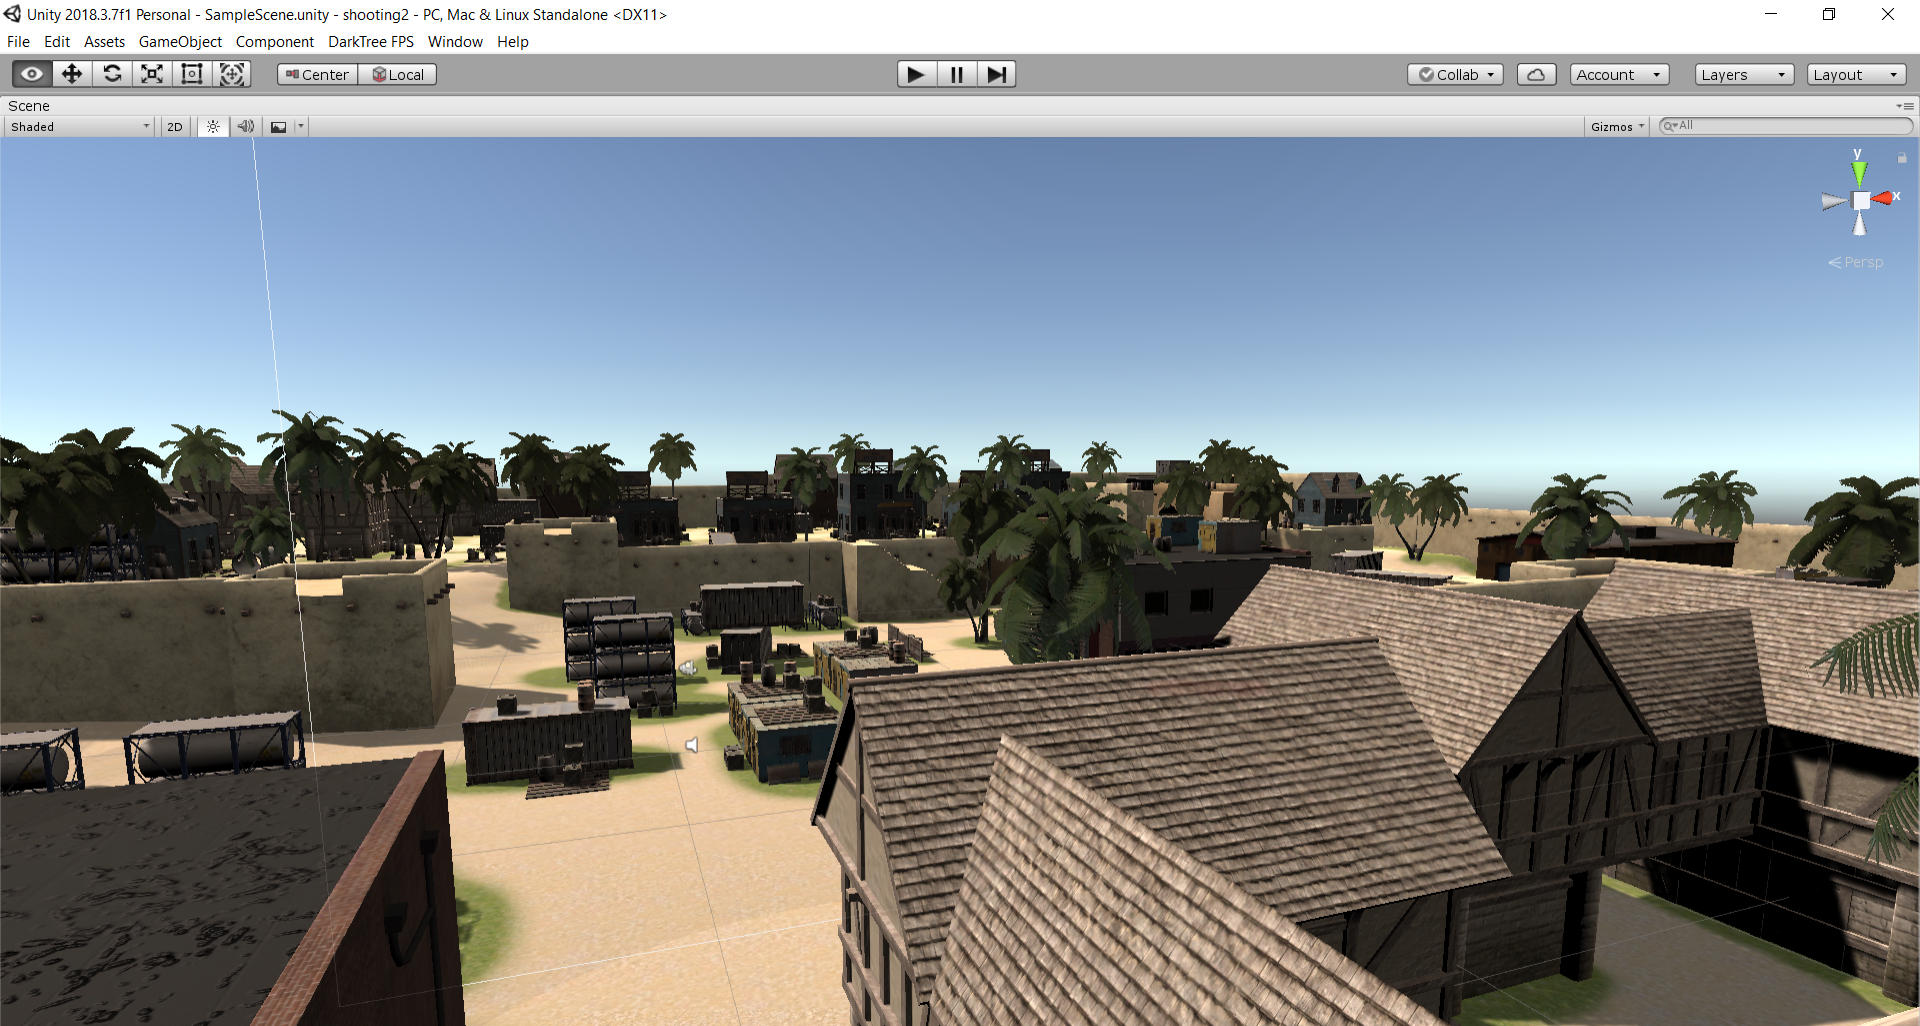 Unity 2018.3.7f1 Personal - SampleScene.unity - shooting2 - PC, Mac & Linux Standalone <DX11>
File Edit Assets GameObject Component DarkTree FPS Window Help
Center Local Collab Account Layers Layout
Scene
Shaded 2D Gizmos All
y
x
Persp